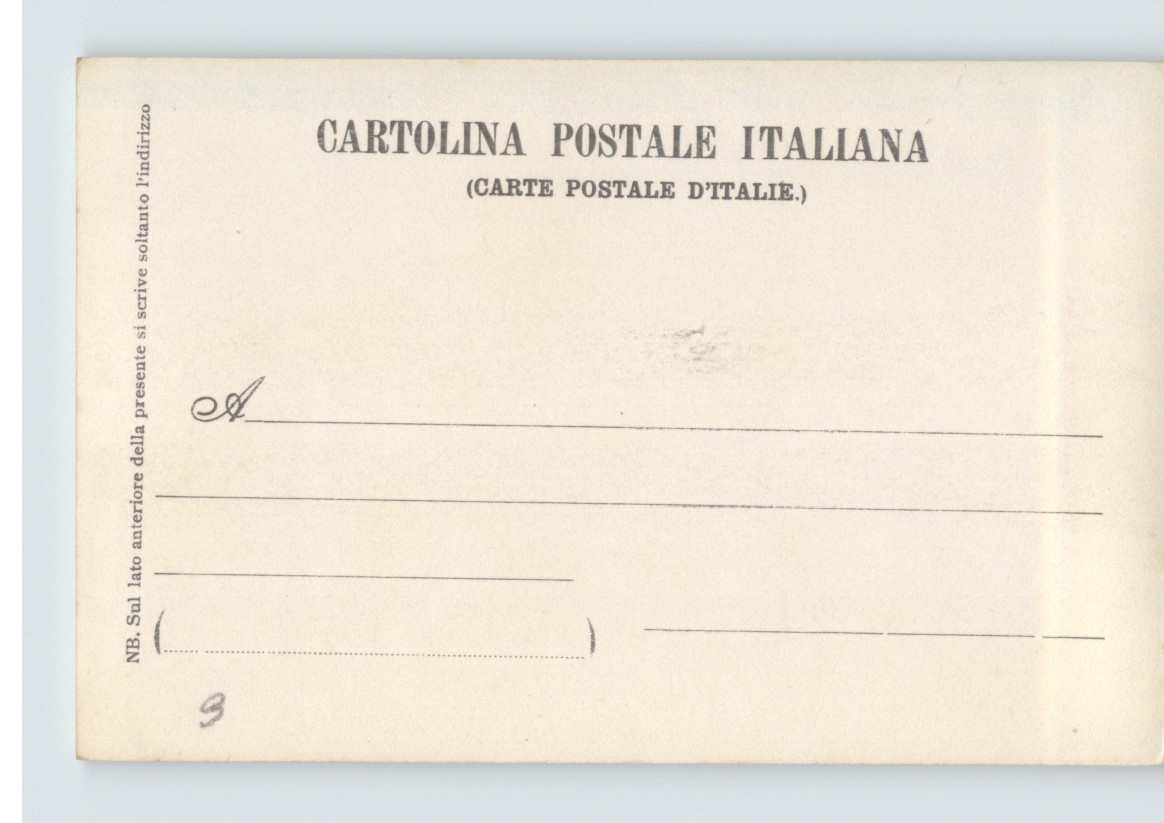 CARTOLINA POSTALE ITALIANA
(CARTE POSTALE D'ITALIE.)
A
NB. Sul lato anteriore della presente si scrive soltanto l'indirizzo
3